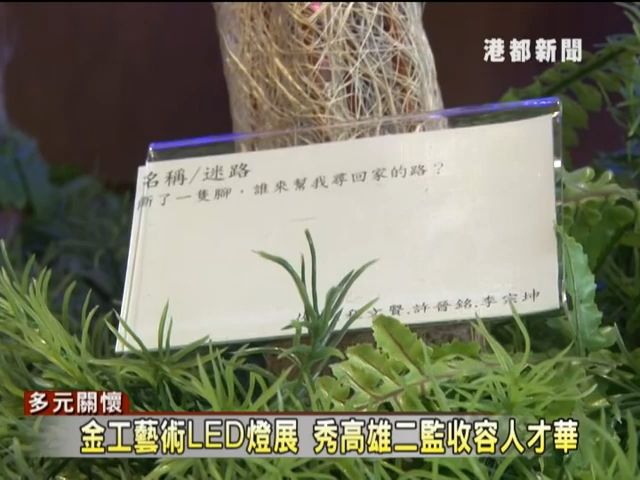 港都新聞
名稱/迷路
斷了一隻腳，誰來幫我尋回家的路？
文賢.許晉銘.李宗坤
多元關懷
金工藝術LED燈展 秀高雄二監收容人才華